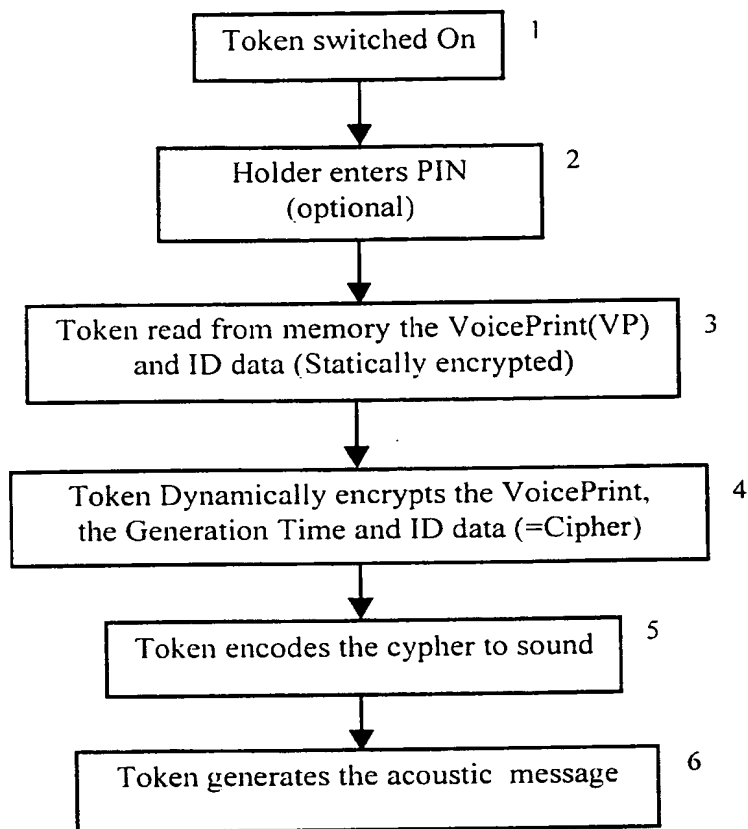 Token switched On
1
Holder enters PIN
(optional)
2
Token read from memory the VoicePrint(VP)
and ID data (Statically encrypted)
3
Token Dynamically encrypts the VoicePrint,
the Generation Time and ID data (=Cipher)
4
Token encodes the cypher to sound
5
Token generates the acoustic message
6